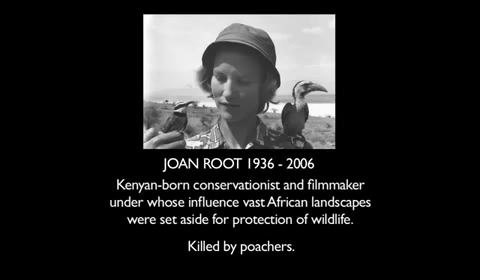 JOAN ROOT 1936 - 2006
Kenyan-born conservationist and filmmaker
under whose influence vast African landscapes
were set aside for protection of wildlife.
Killed by poachers.